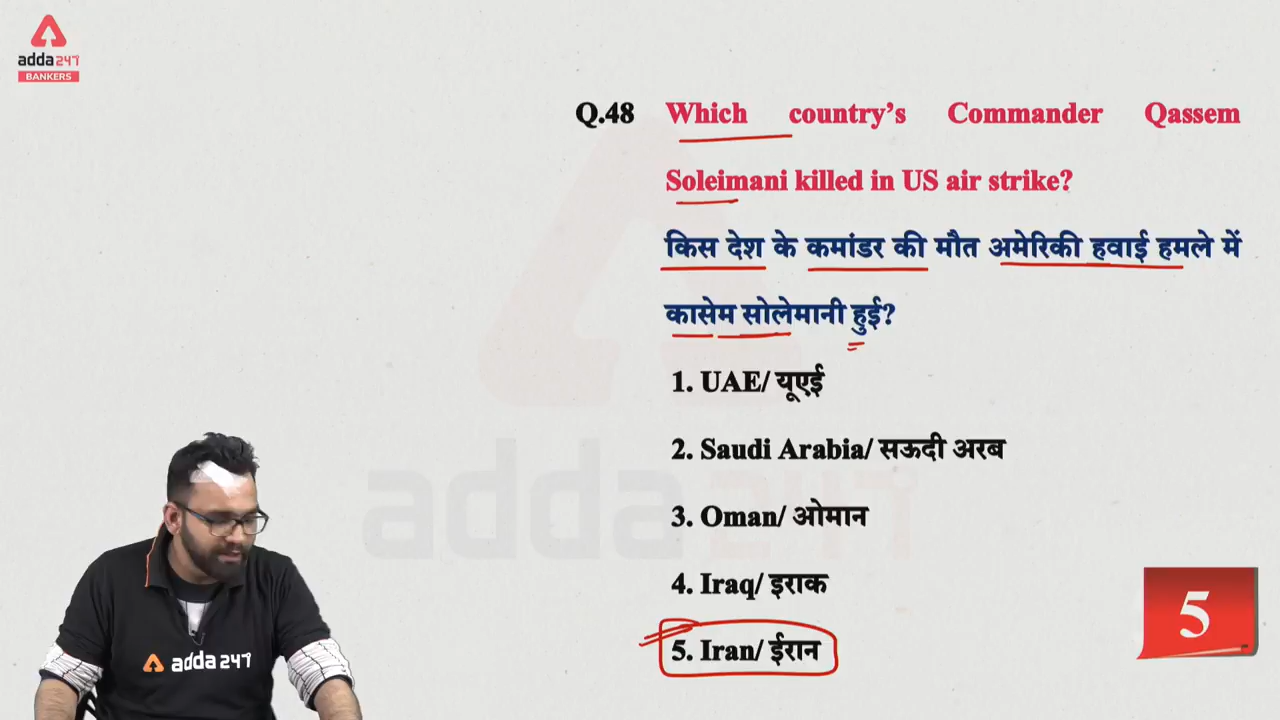 adda247
BANKERS
Q.48 Which country's Commander Qassem
Soleimani killed in US air strike?
किस देश के कमांडर की मौत अमेरिकी हवाई हमले में
कासेम सोलेमानी हुई?
1. UAE/ यूएई
2. Saudi Arabia/ सऊदी अरब
3. Oman/ ओमान
4. Iraq/ इराक
5. Iran/ ईरान
5
adda247
adda247